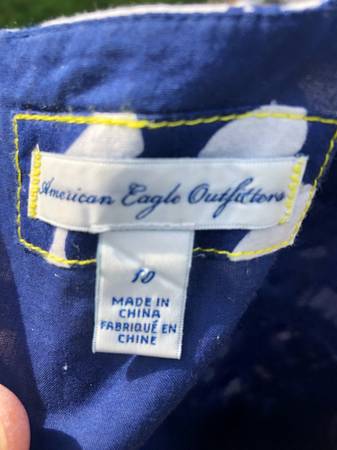 American Eagle Outfitters
10
MADE IN
CHINA
FABRIQUÉ EN
CHINE